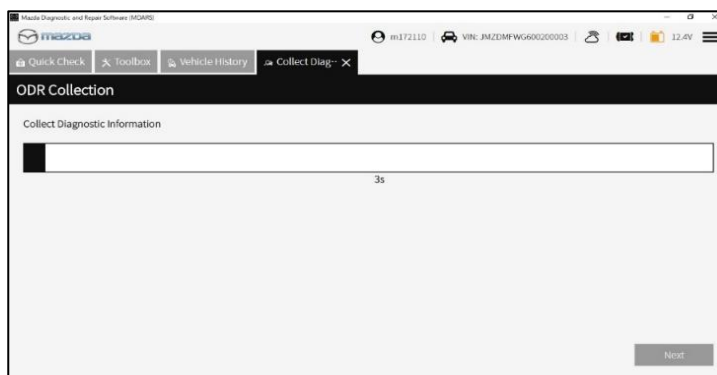 Mazda Diagnostic and Repair Software (MDARS)
mazda m172110 VIN: JMZDMFWG600200003 12.4V
Quick Check Toolbox Vehicle History Collect Diag··
ODR Collection
Collect Diagnostic Information
3s
Next